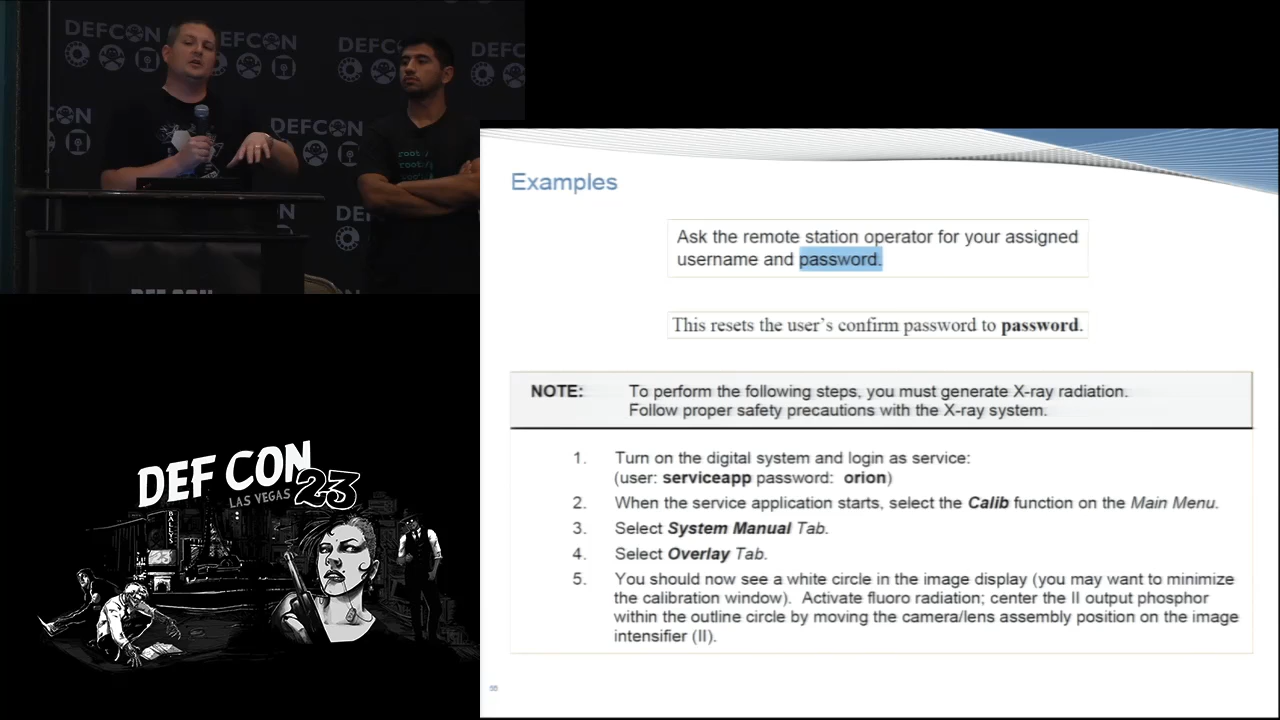 DEFCON
DEFCON
DEFCON
DEFCON
DEFCON
root:/
root:/
DEF CON
Examples
Ask the remote station operator for your assigned
username and password.
This resets the user's confirm password to password.
NOTE: To perform the following steps, you must generate X-ray radiation.
Follow proper safety precautions with the X-ray system.
1. Turn on the digital system and login as service:
(user: serviceapp password: orion)
2. When the service application starts, select the Calib function on the Main Menu.
3. Select System Manual Tab.
4. Select Overlay Tab.
5. You should now see a white circle in the image display (you may want to minimize
the calibration window). Activate fluoro radiation; center the II output phosphor
within the outline circle by moving the camera/lens assembly position on the image
intensifier (II).
DEF CON
LAS VEGAS 23
BALLYS